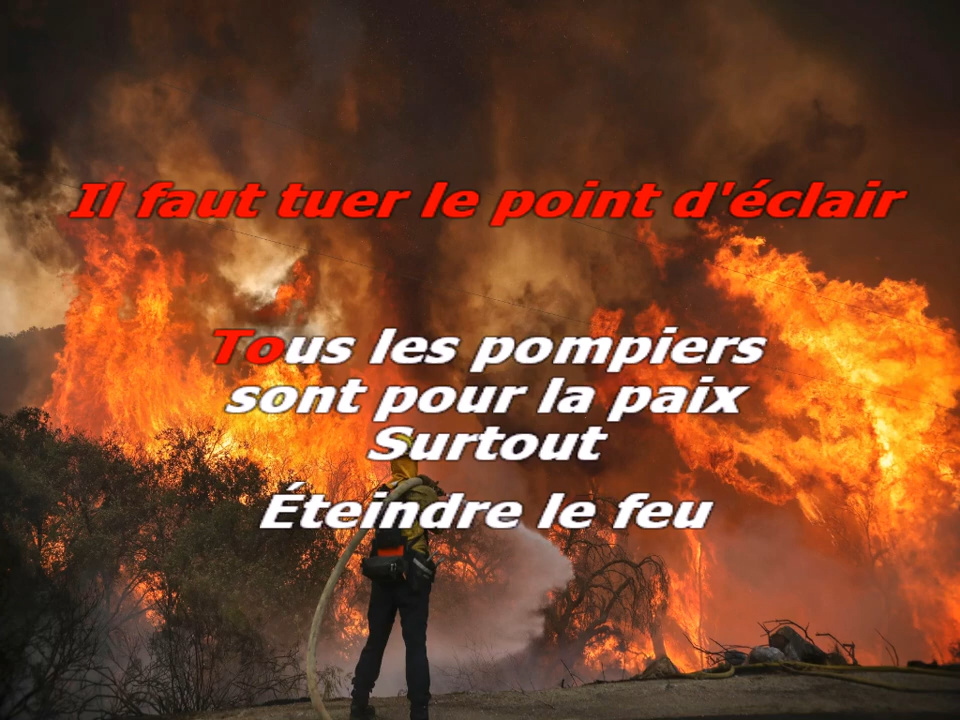 Il faut tuer le point d'éclair
Tous les pompiers
sont pour la paix
Surtout
Éteindre le feu